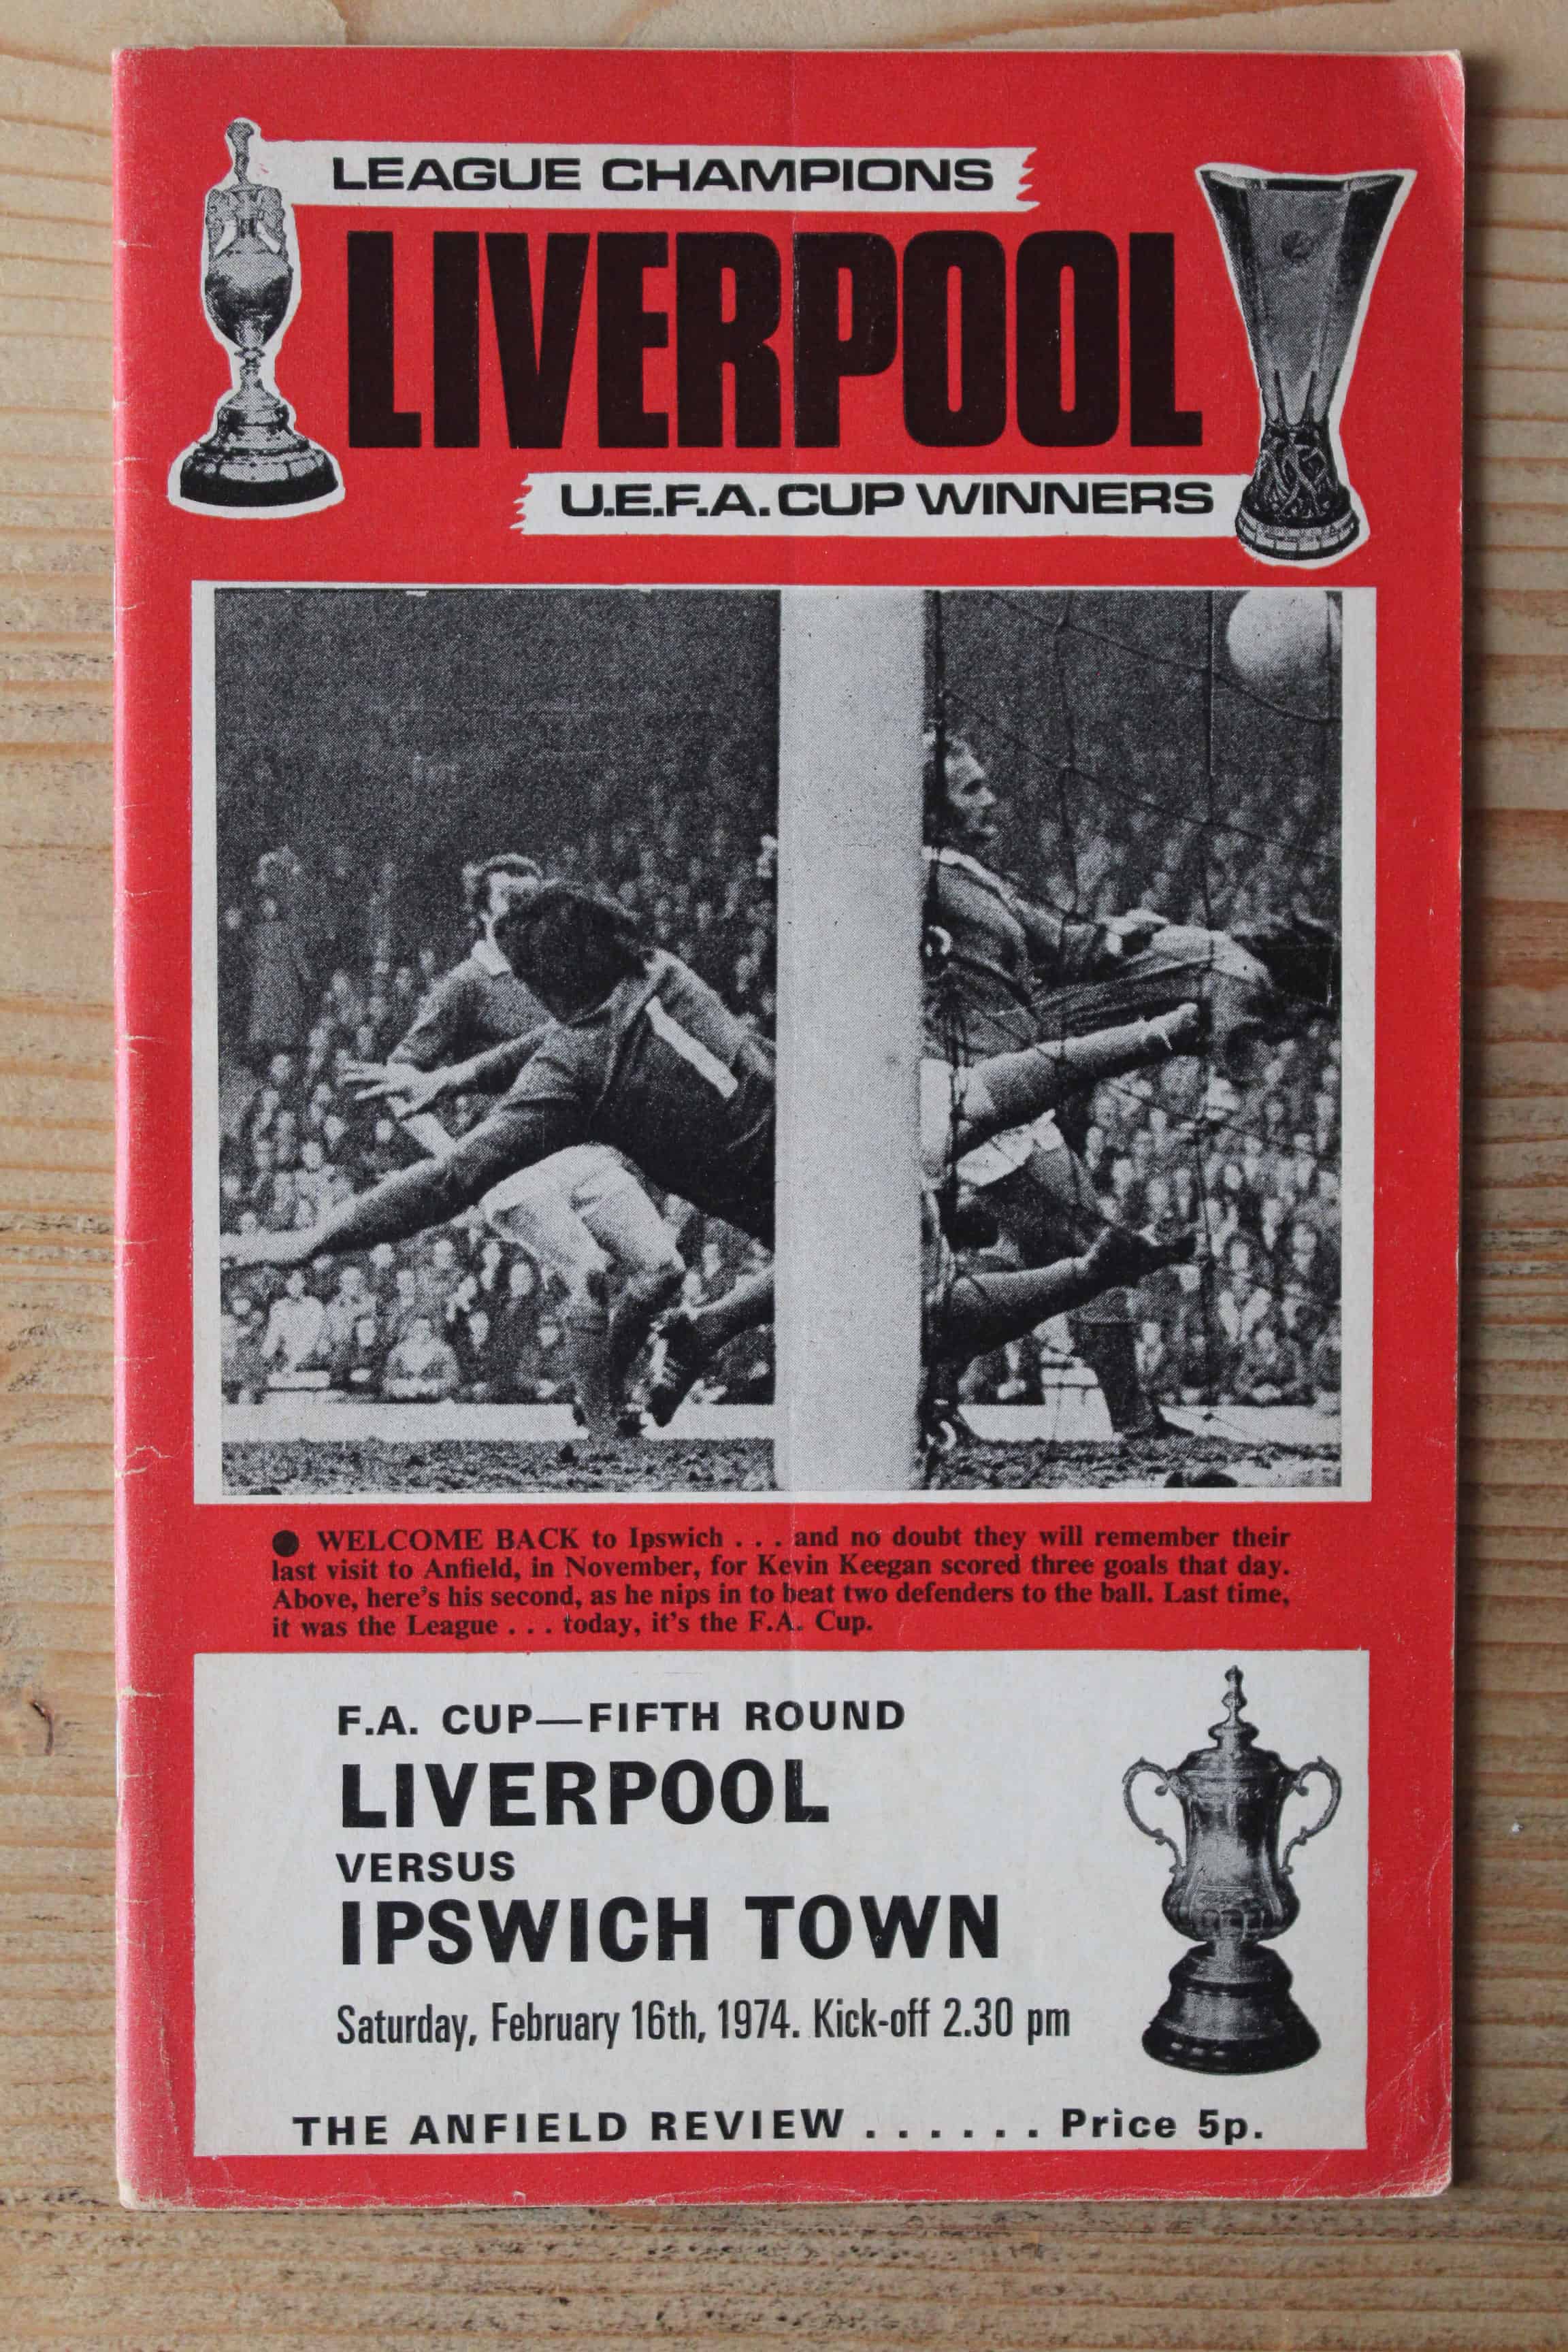 LEAGUE CHAMPIONS
LIVERPOOL
U.E.F.A. CUP WINNERS
● WELCOME BACK to Ipswich . . . and no doubt they will remember their
last visit to Anfield, in November, for Kevin Keegan scored three goals that day.
Above, here's his second, as he nips in to beat two defenders to the ball. Last time,
it was the League . . . today, it's the F.A. Cup.
F.A. CUP—FIFTH ROUND
LIVERPOOL
VERSUS
IPSWICH TOWN
Saturday, February 16th, 1974. Kick-off 2.30 pm
THE ANFIELD REVIEW . . . . . . Price 5p.